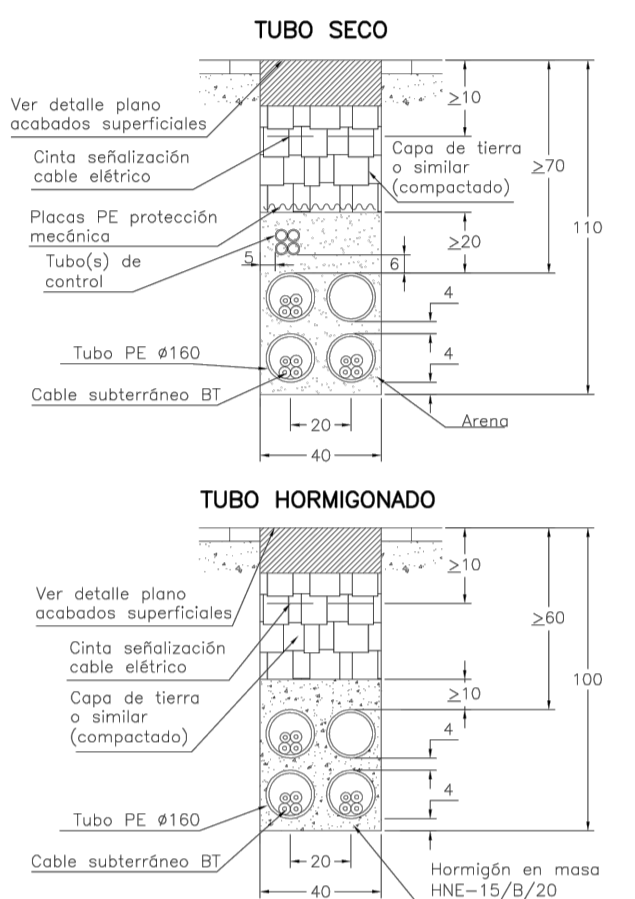 TUBO SECO
Ver detalle plano
acabados superficiales
Cinta señalización
cable elétrico
Placas PE protección
mecánica
Tubo(s) de
control
Capa de tierra
o similar
(compactado)
≥10
≥70
110
≥20
5
6
4
4
Tubo PE ø160
Cable subterráneo BT
Arena
20
40
TUBO HORMIGONADO
Ver detalle plano
acabados superficiales
Cinta señalización
cable elétrico
Capa de tierra
o similar
(compactado)
≥10
≥60
100
≥10
4
4
Tubo PE ø160
Cable subterráneo BT
20
40
Hormigón en masa
HNE-15/B/20